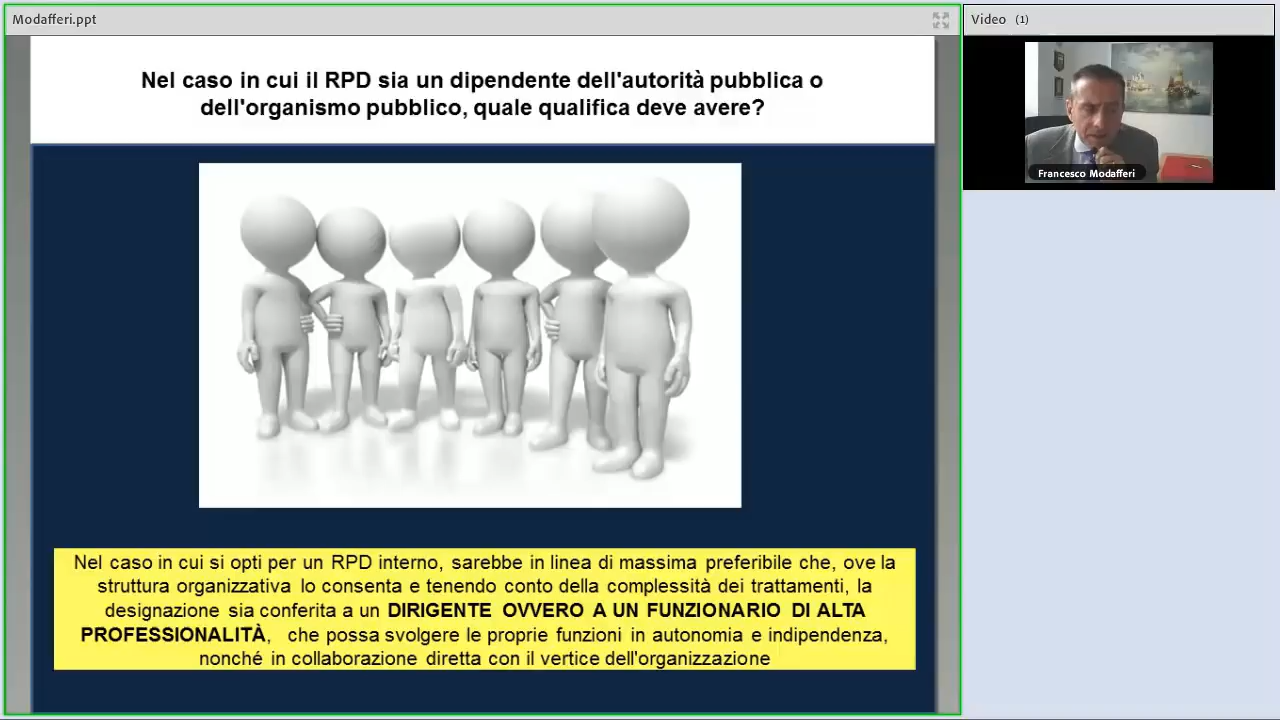 Modafferi.ppt
Video (1)
Nel caso in cui il RPD sia un dipendente dell'autorità pubblica o
dell'organismo pubblico, quale qualifica deve avere?
Francesco Modafferi
Nel caso in cui si opti per un RPD interno, sarebbe in linea di massima preferibile che, ove la
struttura organizzativa lo consenta e tenendo conto della complessità dei trattamenti, la
designazione sia conferita a un DIRIGENTE OVVERO A UN FUNZIONARIO DI ALTA
PROFESSIONALITÀ, che possa svolgere le proprie funzioni in autonomia e indipendenza,
nonché in collaborazione diretta con il vertice dell'organizzazione